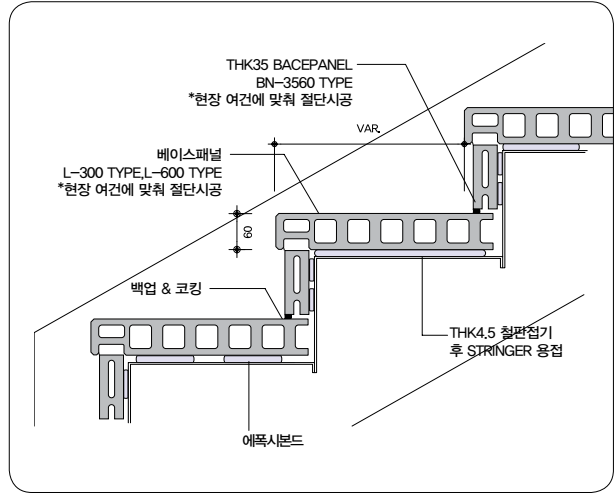 THK35 BACEPANEL
BN-3560 TYPE
*현장 여건에 맞춰 절단시공
VAR.
베이스패널
L-300 TYPE,L-600 TYPE
*현장 여건에 맞춰 절단시공
60
백업 & 코킹
THK4.5 철판접기
후 STRINGER 용접
에폭시본드